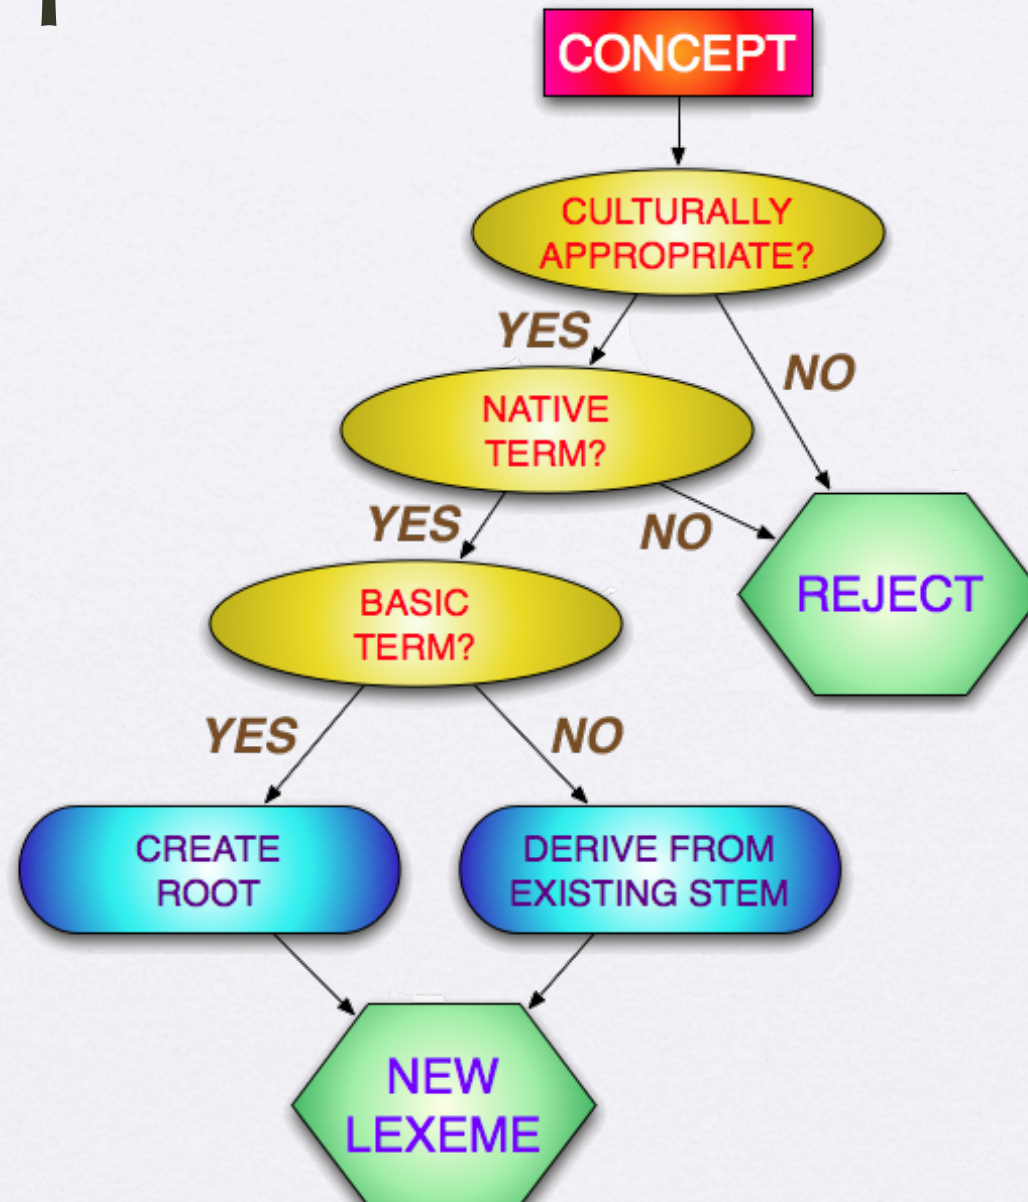 CONCEPT
CULTURALLY
APPROPRIATE?
YES
NO
NATIVE
TERM?
YES
NO
REJECT
BASIC
TERM?
YES
NO
CREATE
ROOT
DERIVE FROM
EXISTING STEM
NEW
LEXEME